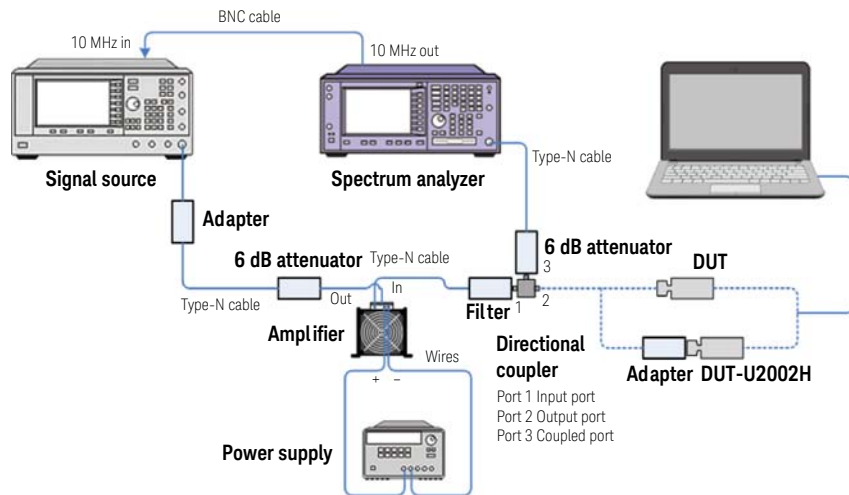 BNC cable
10 MHz in
10 MHz out
Signal source
Spectrum analyzer
Type-N cable
Adapter
6 dB attenuator
Type-N cable
6 dB attenuator
3
DUT
Type-N cable
Out
In
Filter
1
2
Amplifier
Directional
coupler
Adapter
DUT-U2002H
Wires
+
–
Port 1 Input port
Port 2 Output port
Port 3 Coupled port
Power supply